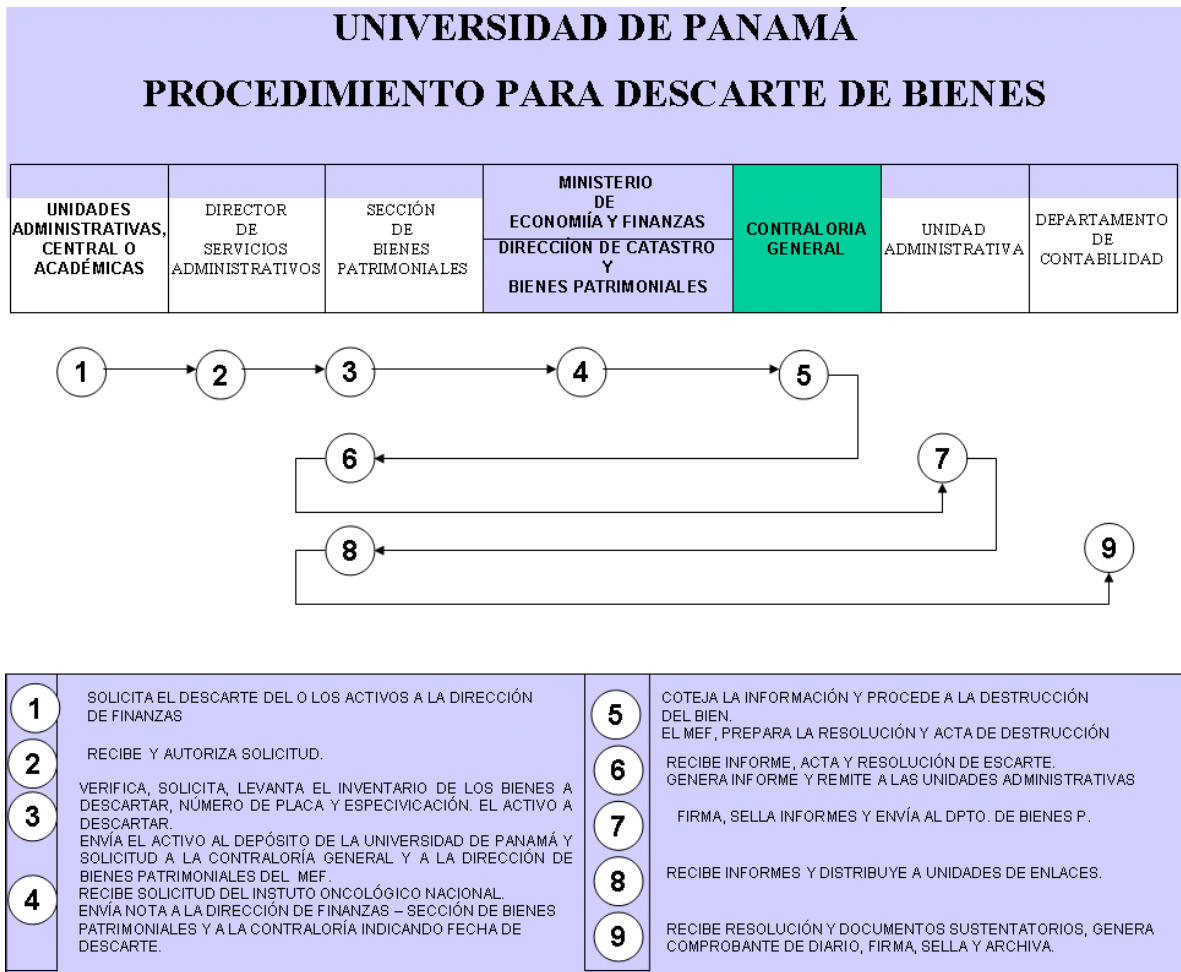 UNIVERSIDAD DE PANAMÁ
PROCEDIMIENTO PARA DESCARTE DE BIENES
UNIDADES
ADMINISTRATIVAS,
CENTRAL O
ACADÉMICAS
DIRECTOR
DE
SERVICIOS
ADMINISTRATIVOS
SECCIÓN
DE
BIENES
PATRIMONIALES
MINISTERIO
DE
ECONOMIÍA Y FINANZAS
DIRECCIÍON DE CATASTRO
Y
BIENES PATRIMONIALES
CONTRALORIA
GENERAL
UNIDAD
ADMINISTRATIVA
DEPARTAMENTO
DE
CONTABILIDAD
1
2
3
4
5
6
7
8
9
1
SOLICITA EL DESCARTE DEL O LOS ACTIVOS A LA DIRECCIÓN
DE FINANZAS
2
RECIBE Y AUTORIZA SOLICITUD.
3
VERIFICA, SOLICITA, LEVANTA EL INVENTARIO DE LOS BIENES A
DESCARTAR, NÚMERO DE PLACA Y ESPECIVICACIÓN. EL ACTIVO A
DESCARTAR.
ENVÍA EL ACTIVO AL DEPÓSITO DE LA UNIVERSIDAD DE PANAMÁ Y
SOLICITUD A LA CONTRALORÍA GENERAL Y A LA DIRECCIÓN DE
BIENES PATRIMONIALES DEL MEF.
4
RECIBE SOLICITUD DEL INSTUTO ONCOLÓGICO NACIONAL.
ENVÍA NOTA A LA DIRECCIÓN DE FINANZAS – SECCIÓN DE BIENES
PATRIMONIALES Y A LA CONTRALORÍA INDICANDO FECHA DE
DESCARTE.
5
COTEJA LA INFORMACIÓN Y PROCEDE A LA DESTRUCCIÓN
DEL BIEN.
EL MEF, PREPARA LA RESOLUCIÓN Y ACTA DE DESTRUCCIÓN
6
RECIBE INFORME, ACTA Y RESOLUCIÓN DE ESCARTE.
GENERA INFORME Y REMITE A LAS UNIDADES ADMINISTRATIVAS
7
FIRMA, SELLA INFORMES Y ENVÍA AL DPTO. DE BIENES P.
8
RECIBE INFORMES Y DISTRIBUYE A UNIDADES DE ENLACES.
9
RECIBE RESOLUCIÓN Y DOCUMENTOS SUSTENTATORIOS, GENERA
COMPROBANTE DE DIARIO, FIRMA, SELLA Y ARCHIVA.